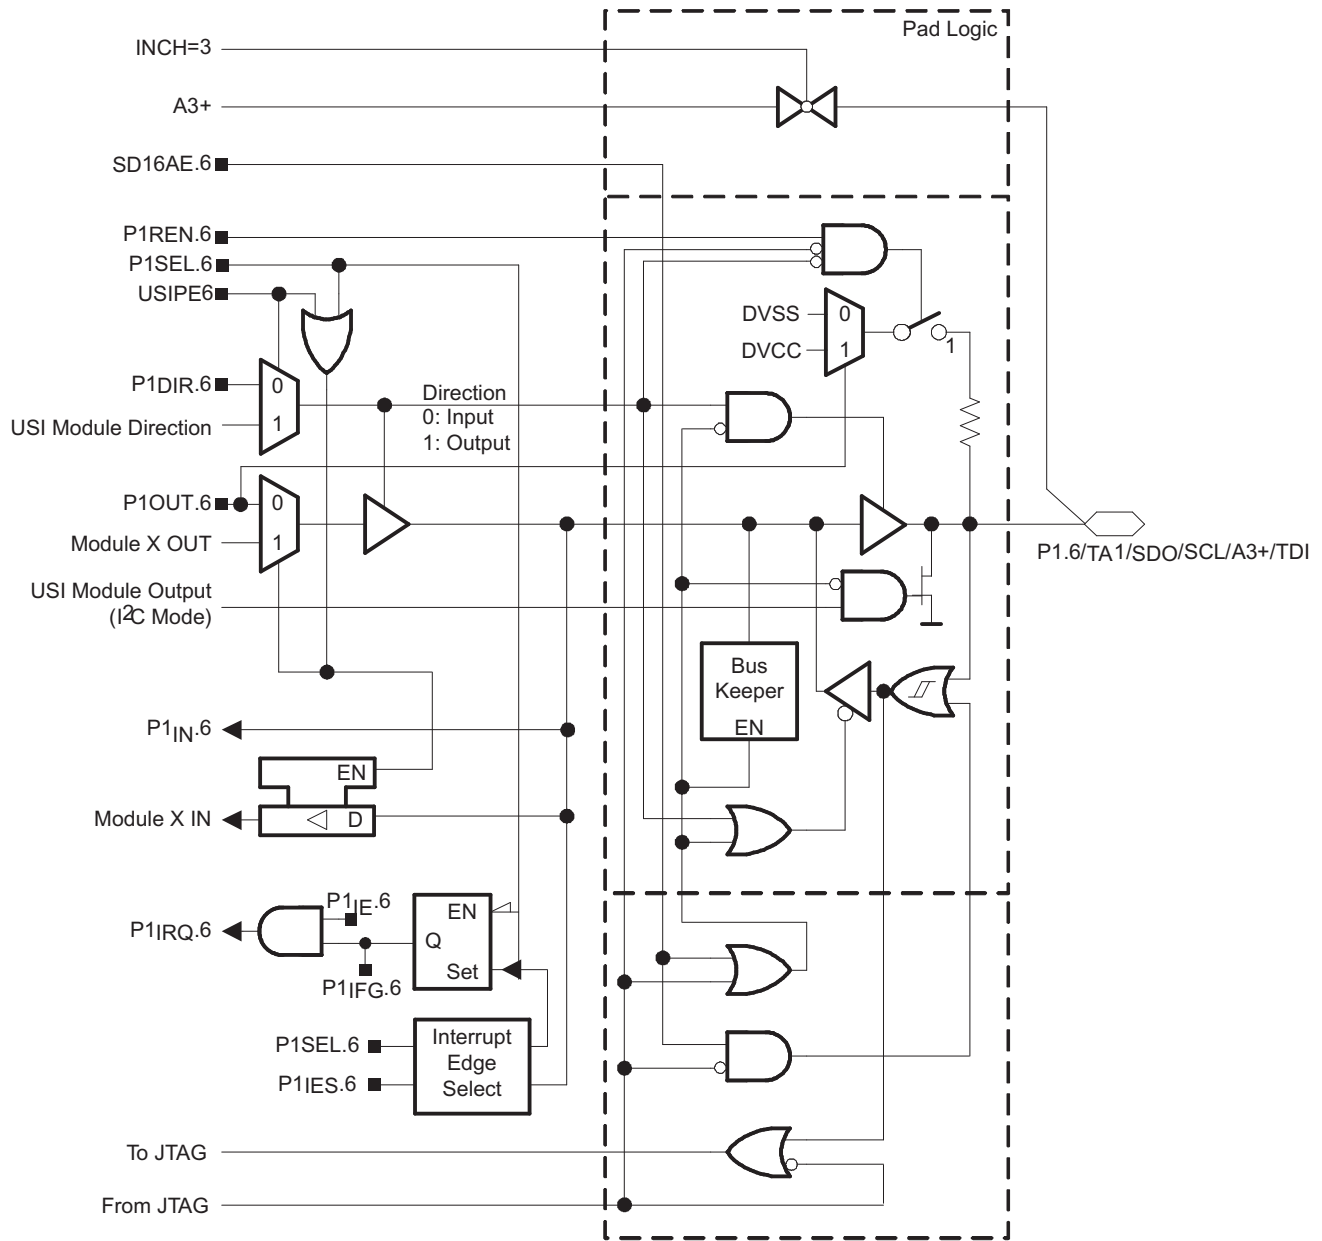 Pad Logic
INCH=3
A3+
SD16AE.6
P1REN.6
P1SEL.6
USIPE6
DVSS
0
DVCC
1
1
P1DIR.6
0
USI Module Direction
1
Direction
0: Input
1: Output
P1OUT.6
0
Module X OUT
1
P1.6/TA1/SDO/SCL/A3+/TDI
USI Module Output
(I2C Mode)
Bus
Keeper
EN
P1IN.6
EN
Module X IN
D
P1IE.6
P1IRQ.6
EN
Q
Set
P1IFG.6
P1SEL.6
P1IES.6
Interrupt
Edge
Select
To JTAG
From JTAG